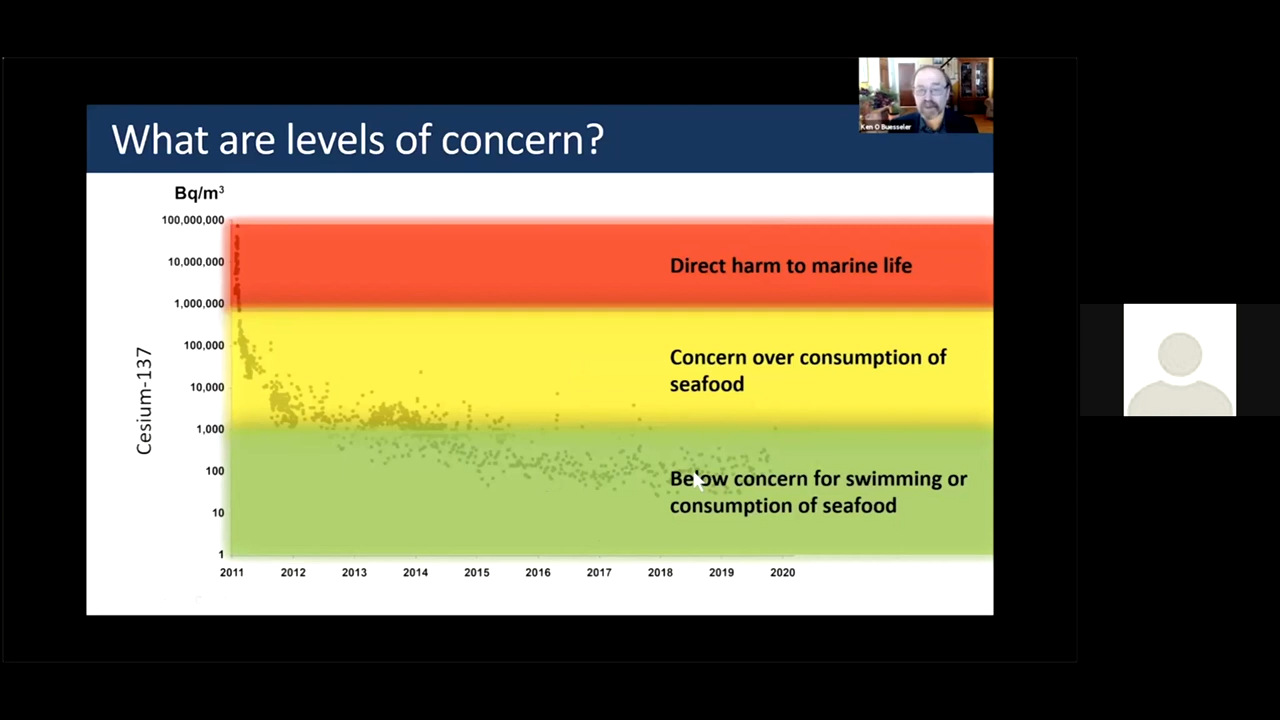 What are levels of concern?
Ken O Buesseler
Bq/m³
100,000,000
10,000,000
1,000,000
100,000
10,000
1,000
100
10
1
Cesium-137
Direct harm to marine life
Concern over consumption of
seafood
Below concern for swimming or
consumption of seafood
2011 2012 2013 2014 2015 2016 2017 2018 2019 2020